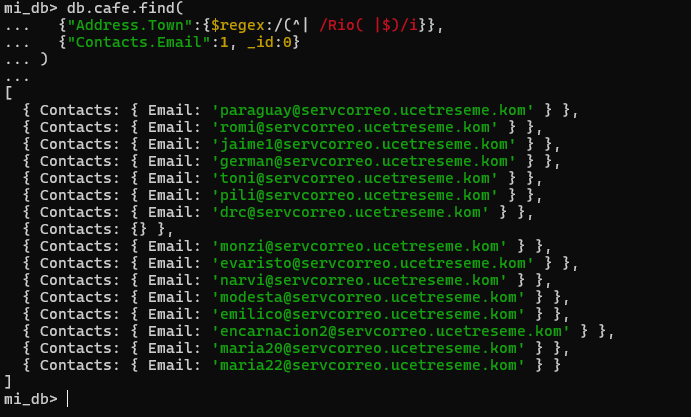 mi_db> db.cafe.find(
...   {"Address.Town":{$regex:/(^| /Rio( |$)/i}},
...   {"Contacts.Email":1, _id:0}
... )
...
[
  { Contacts: { Email: 'paraguay@servcorreo.ucetreseme.kom' } },
  { Contacts: { Email: 'romi@servcorreo.ucetreseme.kom' } },
  { Contacts: { Email: 'jaime1@servcorreo.ucetreseme.kom' } },
  { Contacts: { Email: 'german@servcorreo.ucetreseme.kom' } },
  { Contacts: { Email: 'toni@servcorreo.ucetreseme.kom' } },
  { Contacts: { Email: 'pili@servcorreo.ucetreseme.kom' } },
  { Contacts: { Email: 'drc@servcorreo.ucetreseme.kom' } },
  { Contacts: {} },
  { Contacts: { Email: 'monzi@servcorreo.ucetreseme.kom' } },
  { Contacts: { Email: 'evaristo@servcorreo.ucetreseme.kom' } },
  { Contacts: { Email: 'narvi@servcorreo.ucetreseme.kom' } },
  { Contacts: { Email: 'modesta@servcorreo.ucetreseme.kom' } },
  { Contacts: { Email: 'emilico@servcorreo.ucetreseme.kom' } },
  { Contacts: { Email: 'encarnacion2@servcorreo.ucetreseme.kom' } },
  { Contacts: { Email: 'maria20@servcorreo.ucetreseme.kom' } },
  { Contacts: { Email: 'maria22@servcorreo.ucetreseme.kom' } }
]
mi_db>